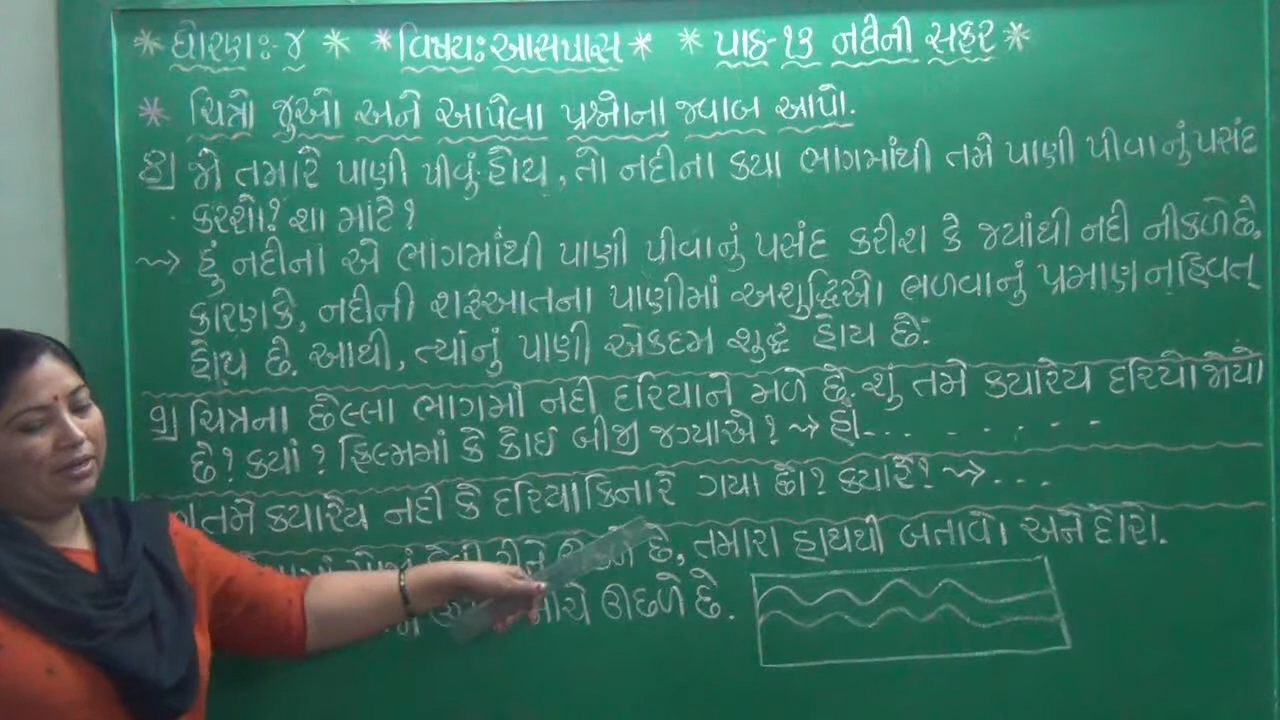 * ધોરણઃ-૪ * * વિષયઃ આસપાસ * * પાઠ-૧૩ નદીની સફર *
* ચિત્રો જુઓ અને આપેલા પ્રશ્નોના જવાબ આપો.
૪) જો તમારે પાણી પીવું હોય, તો નદીના કયા ભાગમાંથી તમે પાણી પીવાનું પસંદ
કરશો? શા માટે?
→ હું નદીના એ ભાગમાંથી પાણી પીવાનું પસંદ કરીશ કે જ્યાંથી નદી નીકળે છે.
કારણકે, નદીની શરૂઆતના પાણીમાં અશુદ્ધિઓ ભળવાનું પ્રમાણ નહિવત્
હોય છે. આથી, ત્યાંનું પાણી એકદમ શુદ્ધ હોય છે.
૧) ચિત્રના છેલ્લા ભાગમાં નદી દરિયાને મળે છે. શું તમે ક્યારેય દરિયો જોયો
છે? ક્યાં? ફિલ્મમાં કે કોઈ બીજી જગ્યાએ? → હા. . . . . . . . .
તમે ક્યારેય નદી કે દરિયાકિનારે ગયા છો? ક્યારે? → . . .
છે, તમારા હાથથી બતાવો અને દોરો.
ઊછળે છે.